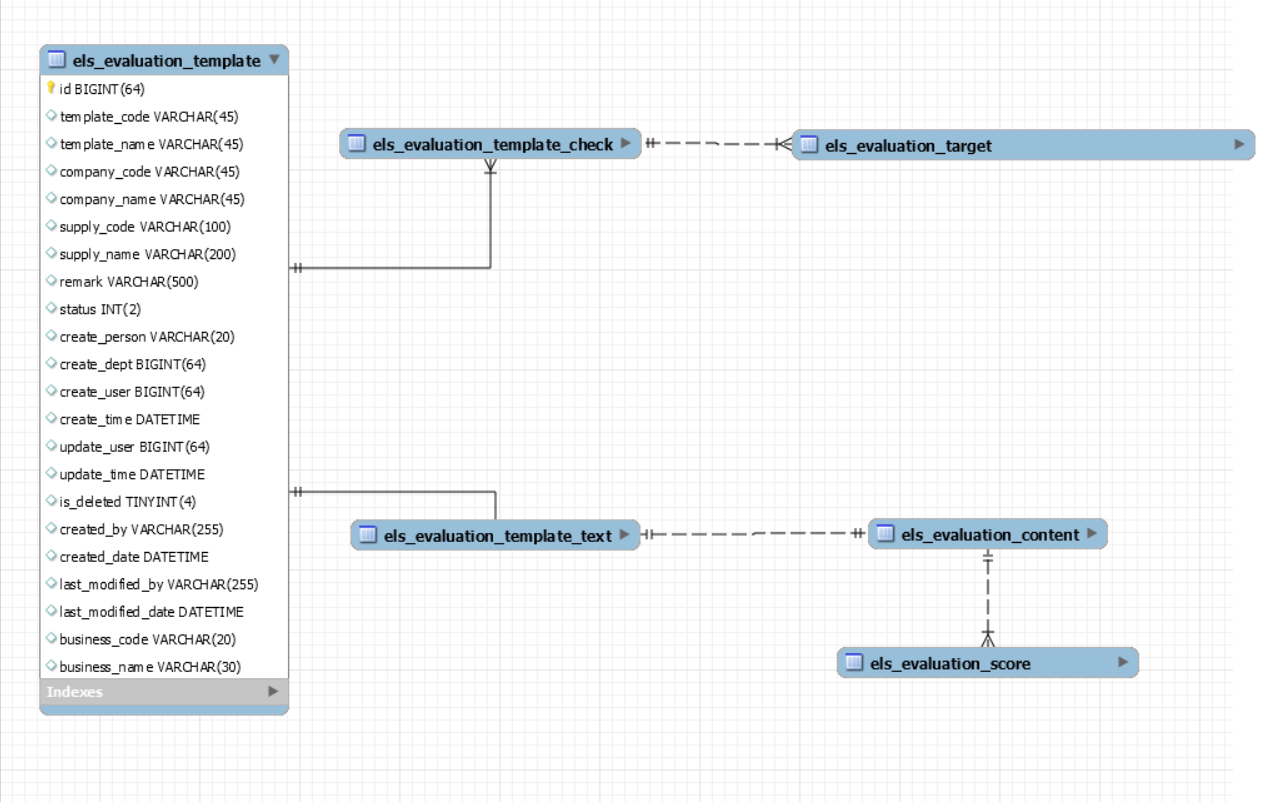 els_evaluation_template
id BIGINT(64)
template_code VARCHAR(45)
template_name VARCHAR(45)
company_code VARCHAR(45)
company_name VARCHAR(45)
supply_code VARCHAR(100)
supply_name VARCHAR(200)
remark VARCHAR(500)
status INT(2)
create_person VARCHAR(20)
create_dept BIGINT(64)
create_user BIGINT(64)
create_time DATETIME
update_user BIGINT(64)
update_time DATETIME
is_deleted TINYINT(4)
created_by VARCHAR(255)
created_date DATETIME
last_modified_by VARCHAR(255)
last_modified_date DATETIME
business_code VARCHAR(20)
business_name VARCHAR(30)
Indexes
els_evaluation_template_check
els_evaluation_target
els_evaluation_template_text
els_evaluation_content
els_evaluation_score